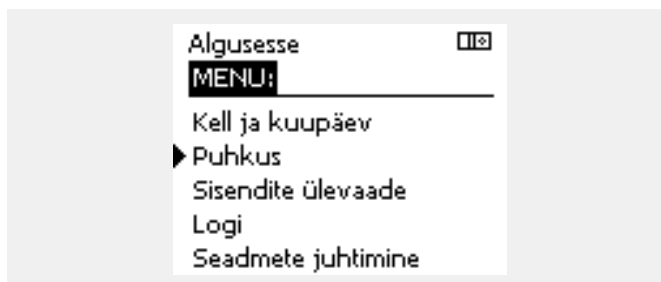 Algusesse
MENU:
Kell ja kuupäev
Puhkus
Sisendite ülevaade
Logi
Seadmete juhtimine